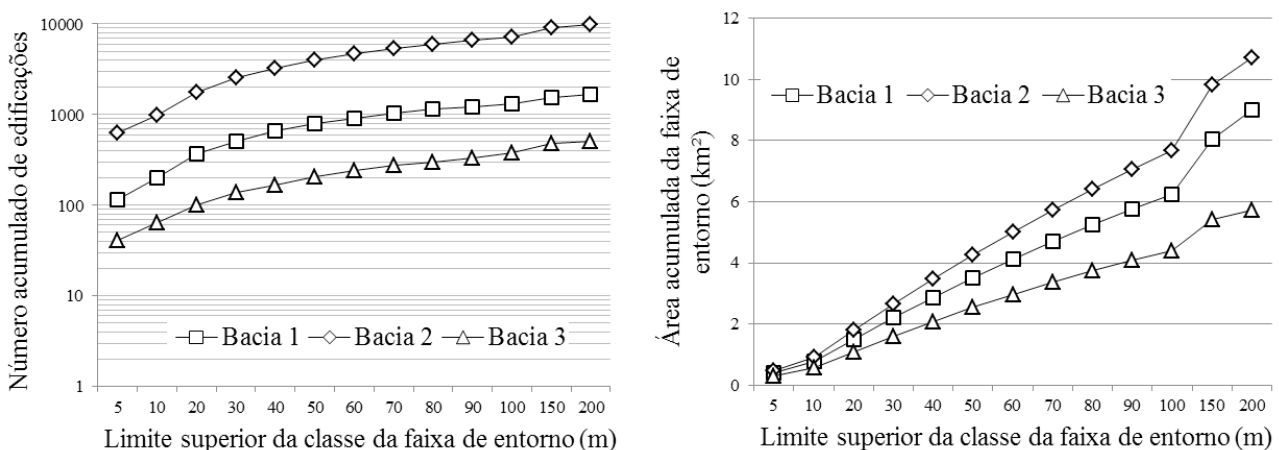 Número acumulado de edificações
10000
1000
100
10
1
Bacia 1 Bacia 2 Bacia 3
5 10 20 30 40 50 60 70 80 90 100 150 200
Limite superior da classe da faixa de entorno (m)
Área acumulada da faixa de
entorno (km²)
12
10
8
6
4
2
0
Bacia 1 Bacia 2 Bacia 3
5 10 20 30 40 50 60 70 80 90 100 150 200
Limite superior da classe da faixa de entorno (m)